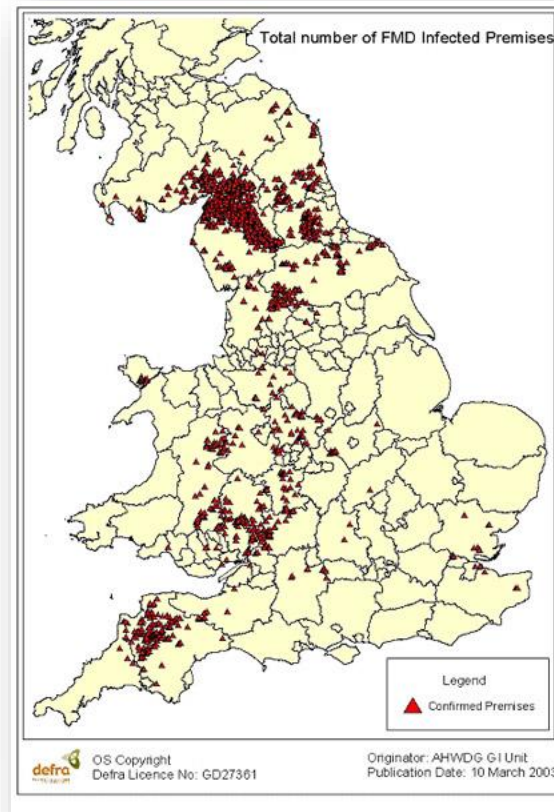 Total number of FMD Infected Premises
Legend
Confirmed Premises
defra
OS Copyright
Defra Licence No: GD27361
Originator: AHWDG GI Unit
Publication Date: 10 March 2003